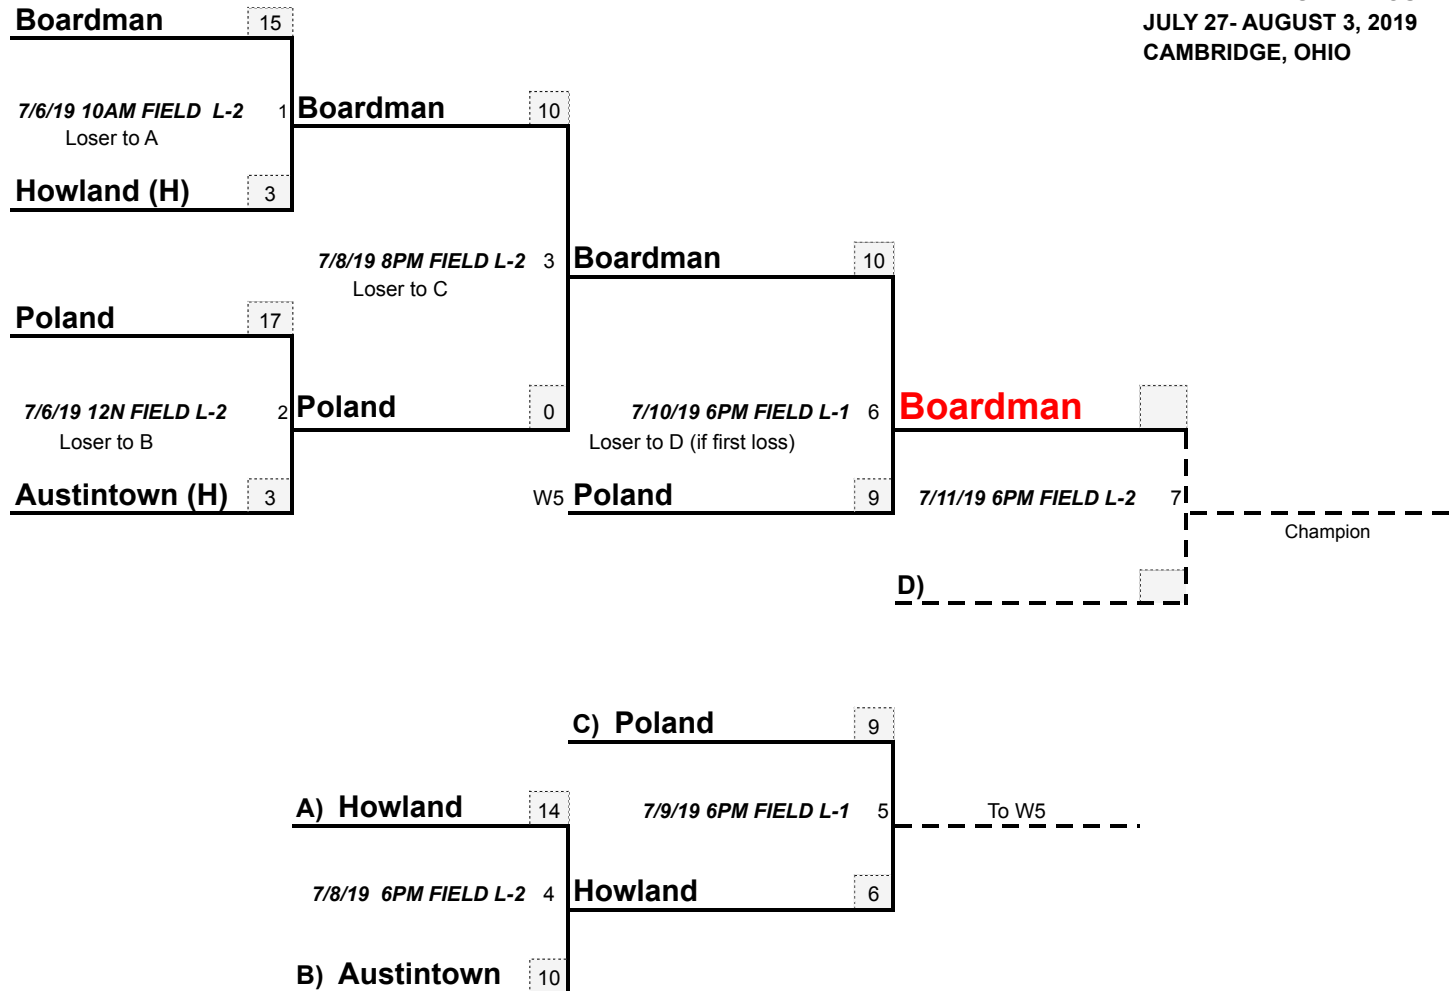 Boardman 15
JULY 27- AUGUST 3, 2019
CAMBRIDGE, OHIO
7/6/19 10AM FIELD L-2 1
Boardman 10
Loser to A
Howland (H) 3
7/8/19 8PM FIELD L-2 3
Boardman 10
Loser to C
Poland 17
7/6/19 12N FIELD L-2 2
Poland 0
7/10/19 6PM FIELD L-1 6
Boardman
Loser to B
Loser to D (if first loss)
Austintown (H) 3
W5 Poland 9
7/11/19 6PM FIELD L-2 7
Champion
D)
C) Poland 9
A) Howland 14
7/9/19 6PM FIELD L-1 5
To W5
7/8/19 6PM FIELD L-2 4
Howland 6
B) Austintown 10